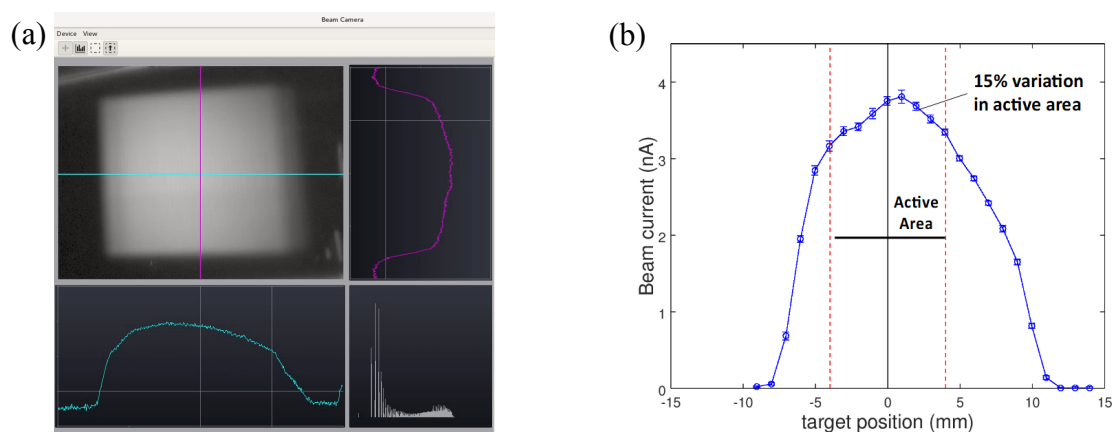 (a)
Beam Camera
Device View
(b)
15% variation
in active area
Active
Area
Beam current (nA)
4
3
2
1
0
-15 -10 -5 0 5 10 15
target position (mm)